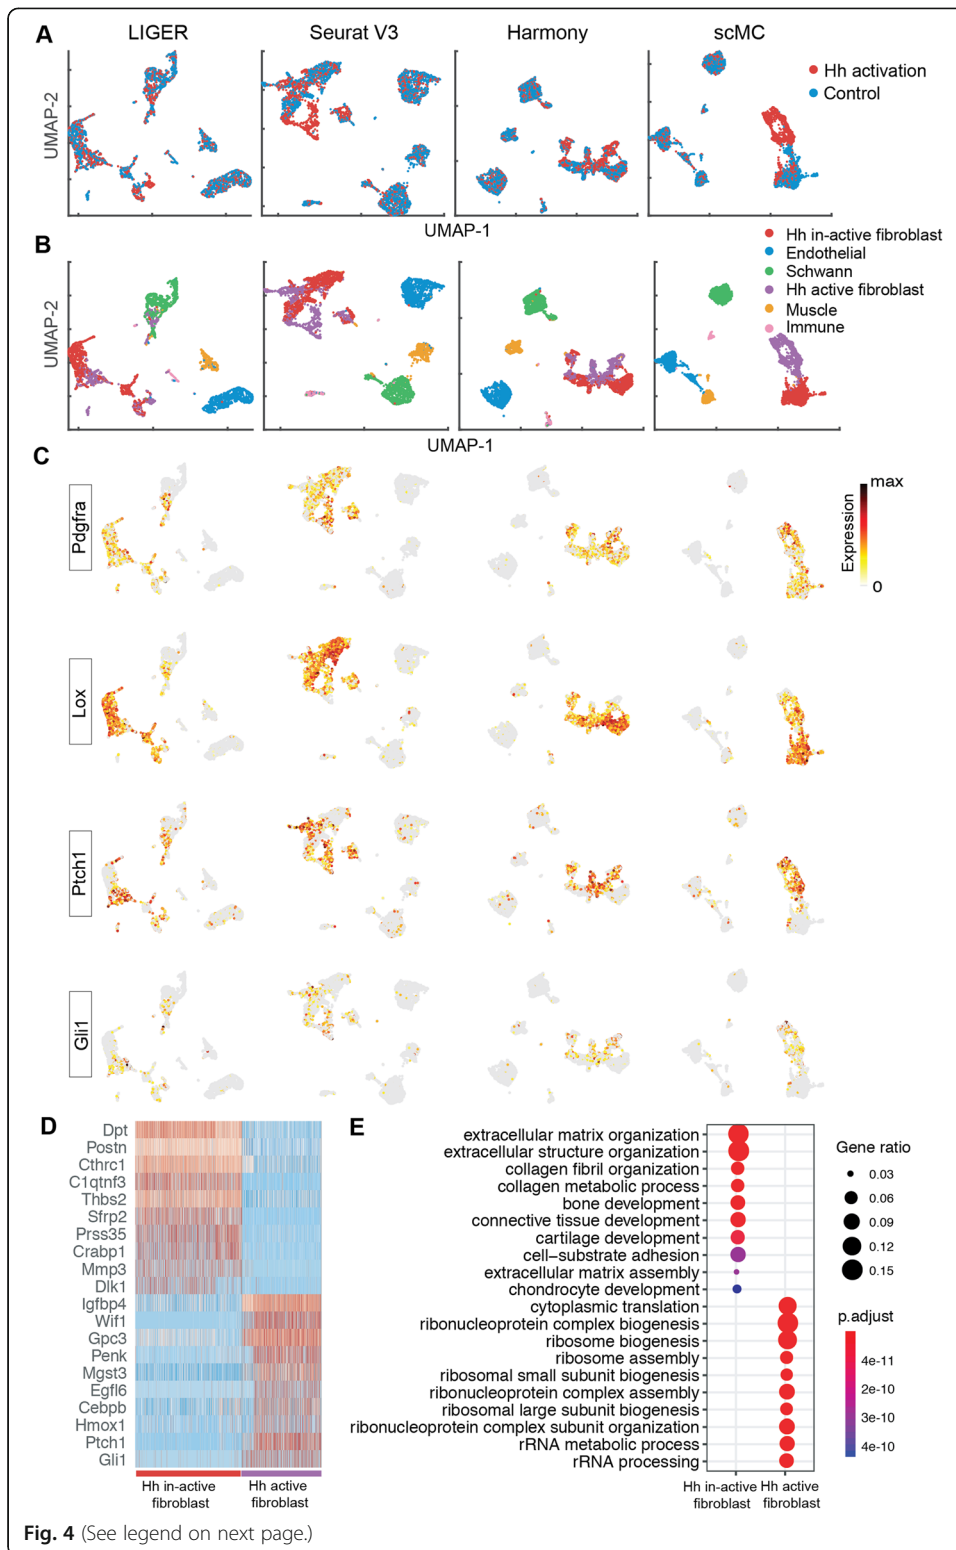 A
LIGER
Seurat V3
Harmony
scMC
UMAP-2
Hh activation
Control
UMAP-1
B
UMAP-2
Hh in-active fibroblast
Endothelial
Schwann
Hh active fibroblast
Muscle
Immune
UMAP-1
C
Pdgfra
max
Expression
0
Lox
Ptch1
Gli1
D
Dpt
Postn
Cthrc1
C1qtnf3
Thbs2
Sfrp2
Prss35
Crabp1
Mmp3
Dlk1
Igfbp4
Wif1
Gpc3
Penk
Mgst3
Egfl6
Cebpb
Hmox1
Ptch1
Gli1
Hh in-active
fibroblast
Hh active
fibroblast
E
extracellular matrix organization
extracellular structure organization
collagen fibril organization
collagen metabolic process
bone development
connective tissue development
cartilage development
cell-substrate adhesion
extracellular matrix assembly
chondrocyte development
cytoplasmic translation
ribonucleoprotein complex biogenesis
ribosome biogenesis
ribosome assembly
ribosomal small subunit biogenesis
ribonucleoprotein complex assembly
ribosomal large subunit biogenesis
ribonucleoprotein complex subunit organization
rRNA metabolic process
rRNA processing
Hh in-active
fibroblast
Hh active
fibroblast
Gene ratio
0.03
0.06
0.09
0.12
0.15
p.adjust
4e-11
2e-10
3e-10
4e-10
Fig. 4 (See legend on next page.)